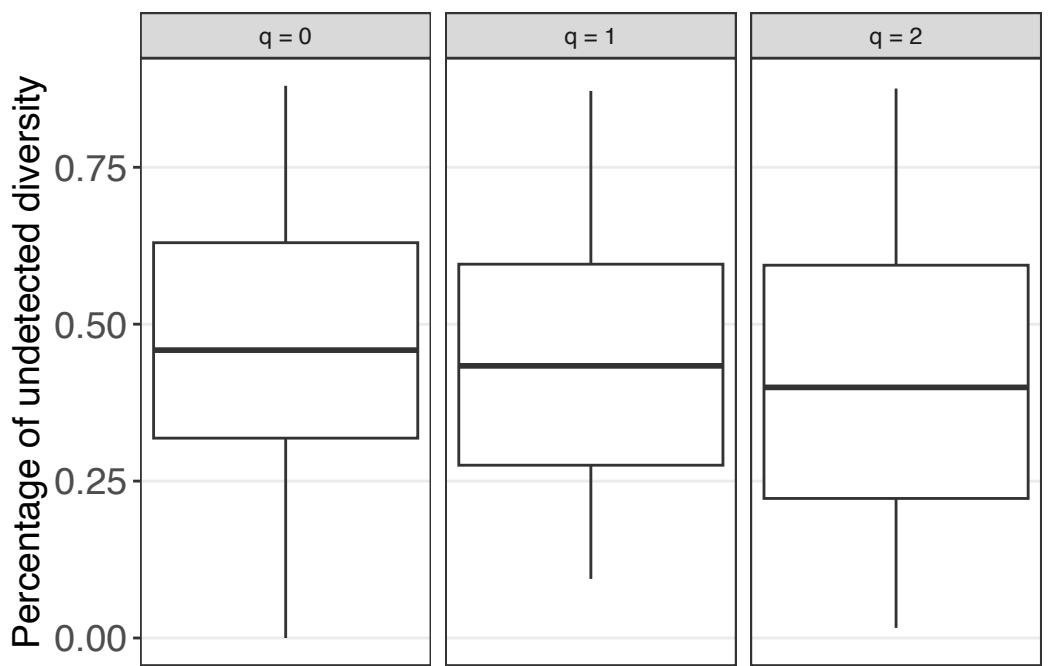 q = 0
q = 1
q = 2
Percentage of undetected diversity
0.75
0.50
0.25
0.00